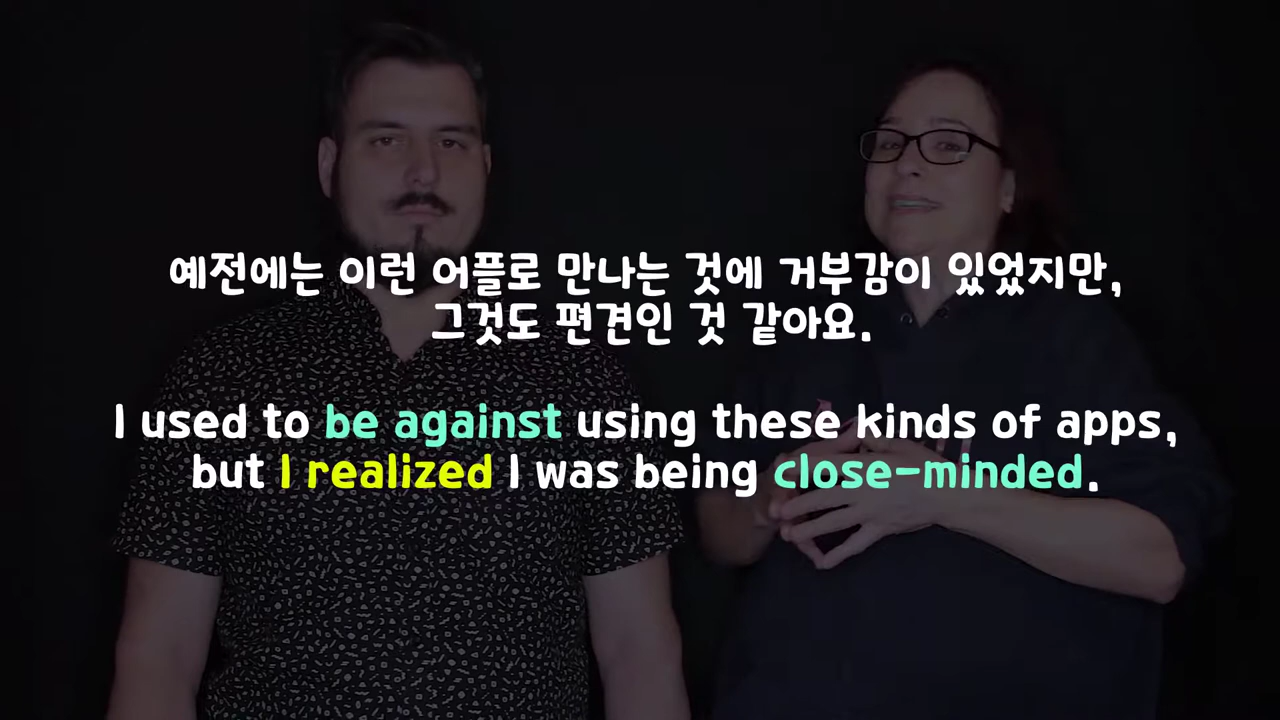 예전에는 이런 어플로 만나는 것에 거부감이 있었지만,
그것도 편견인 것 같아요.
I used to be against using these kinds of apps,
but I realized I was being close-minded.